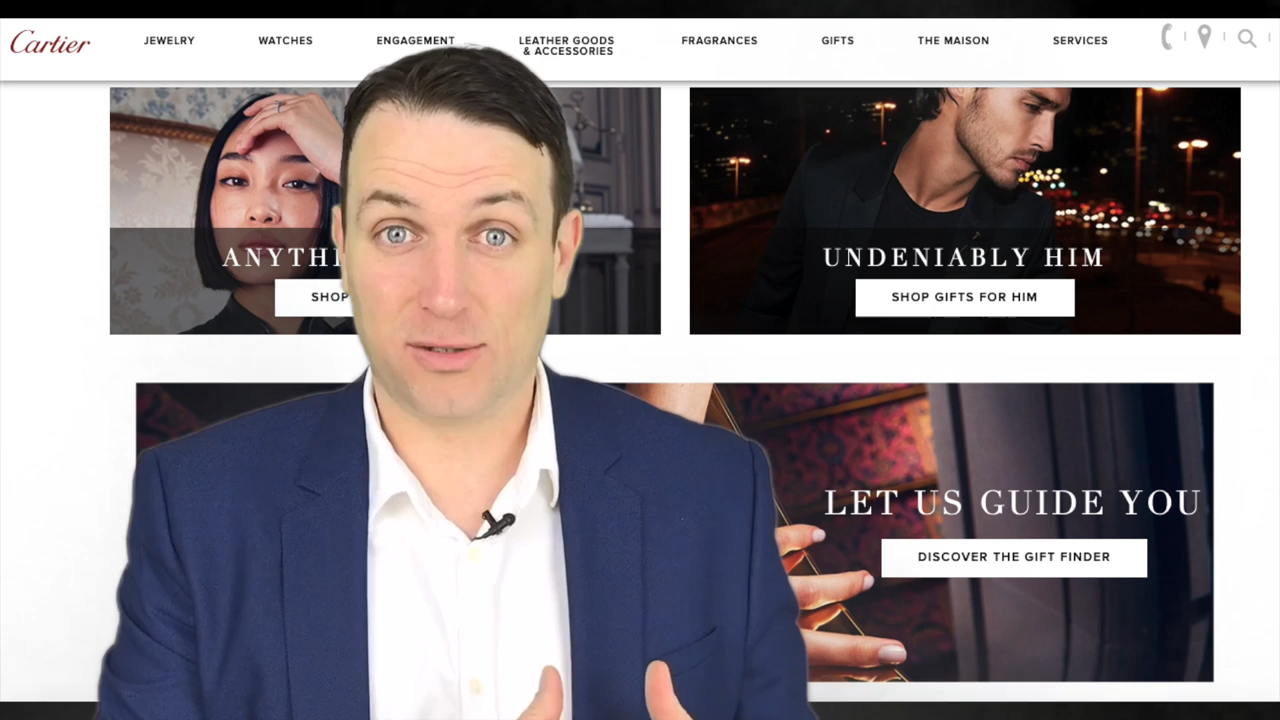 Cartier
JEWELRY
WATCHES
ENGAGEMENT
LEATHER GOODS
& ACCESSORIES
FRAGRANCES
GIFTS
THE MAISON
SERVICES
UNDENIABLY HIM
SHOP
SHOP GIFTS FOR HIM
LET US GUIDE YOU
DISCOVER THE GIFT FINDER